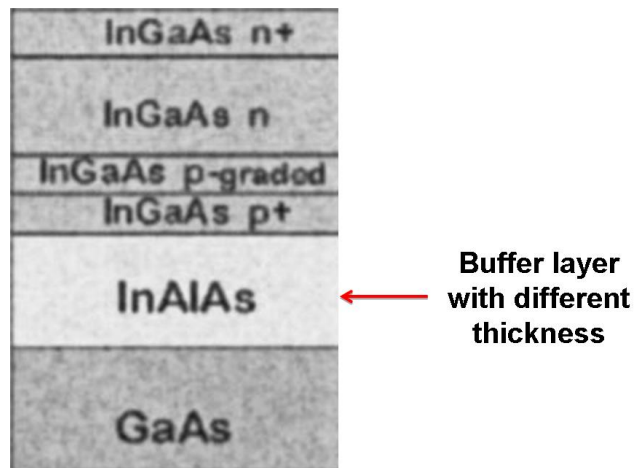 InGaAs n+
InGaAs n
InGaAs p-graded
InGaAs p+
InAlAs
GaAs
Buffer layer
with different
thickness